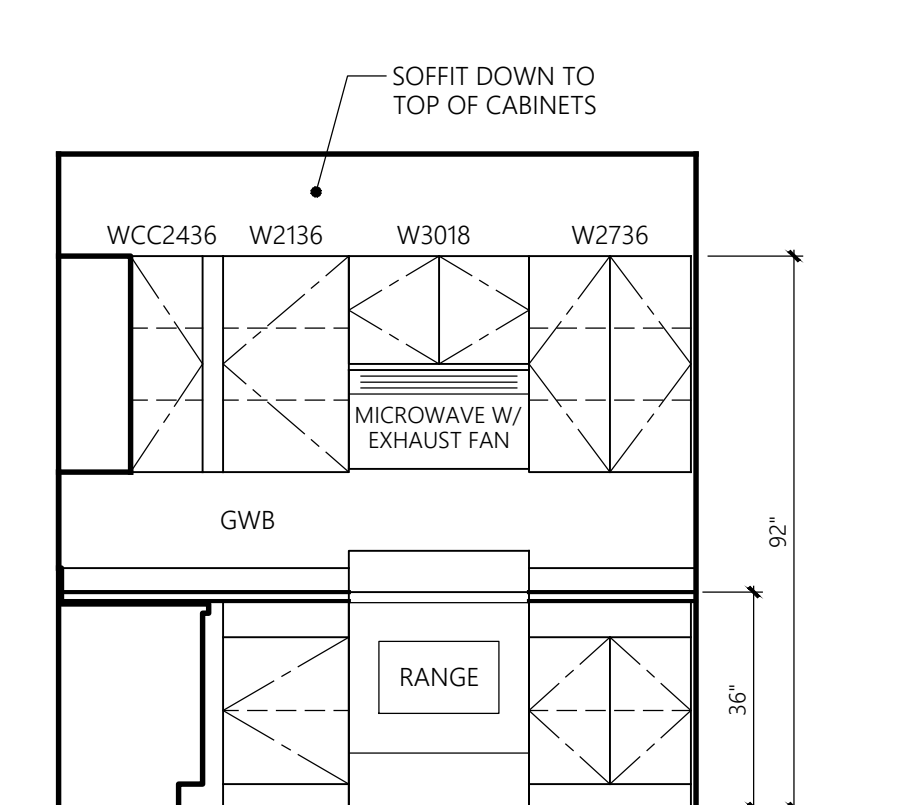 SOFFIT DOWN TO
TOP OF CABINETS
WCC2436
W2136
W3018
W2736
MICROWAVE W/
EXHAUST FAN
GWB
92"
RANGE
36"